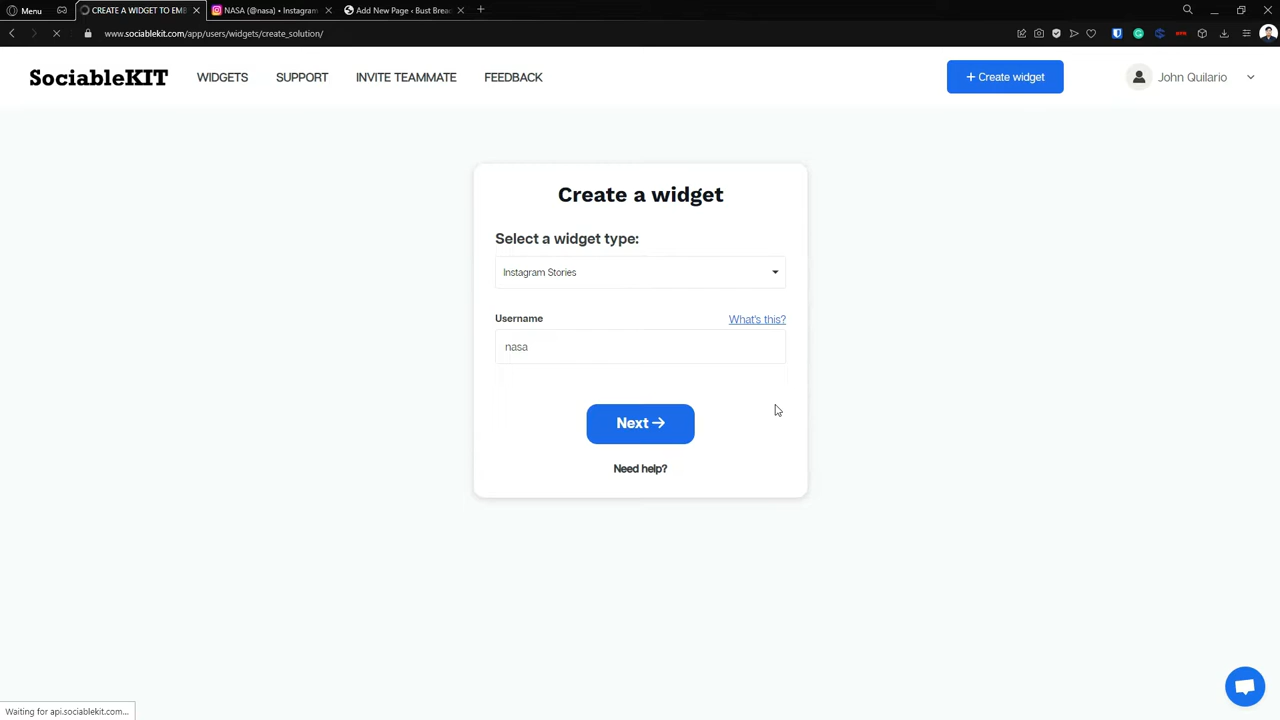 Menu
CREATE A WIDGET TO EMB
NASA (@nasa) • Instagram
Add New Page ‹ Bust Breac
www.sociablekit.com/app/users/widgets/create_solution/
SociableKIT
WIDGETS
SUPPORT
INVITE TEAMMATE
FEEDBACK
+ Create widget
John Quilario
Create a widget
Select a widget type:
Instagram Stories
Username
What's this?
nasa
Next →
Need help?
Waiting for api.sociablekit.com...